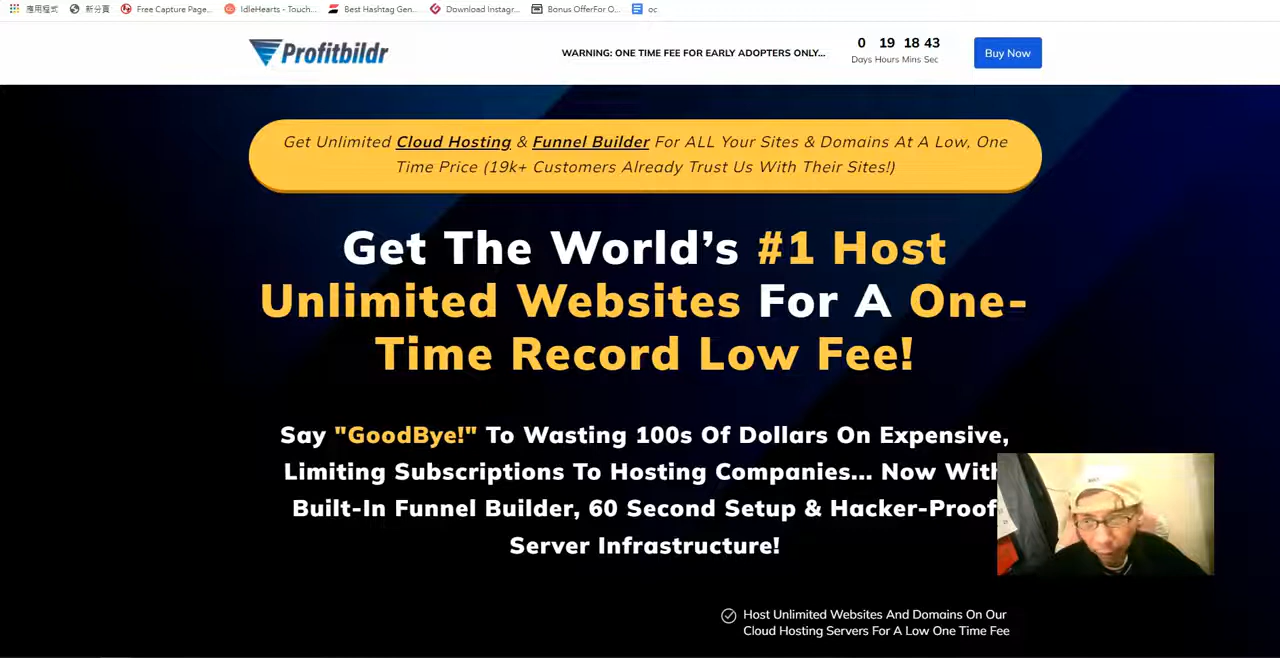 應用程式 新分頁 Free Capture Page... IdleHearts - Touch... Best Hashtag Gen... Download Instagr... Bonus OfferFor O... oc
Profitbildr
WARNING: ONE TIME FEE FOR EARLY ADOPTERS ONLY...
0 19 18 43
Days Hours Mins Sec
Buy Now
Get Unlimited Cloud Hosting & Funnel Builder For ALL Your Sites & Domains At A Low, One
Time Price (19k+ Customers Already Trust Us With Their Sites!)
Get The World’s #1 Host
Unlimited Websites For A One-
Time Record Low Fee!
Say "GoodBye!" To Wasting 100s Of Dollars On Expensive,
Limiting Subscriptions To Hosting Companies... Now With
Built-In Funnel Builder, 60 Second Setup & Hacker-Proof
Server Infrastructure!
Host Unlimited Websites And Domains On Our
Cloud Hosting Servers For A Low One Time Fee